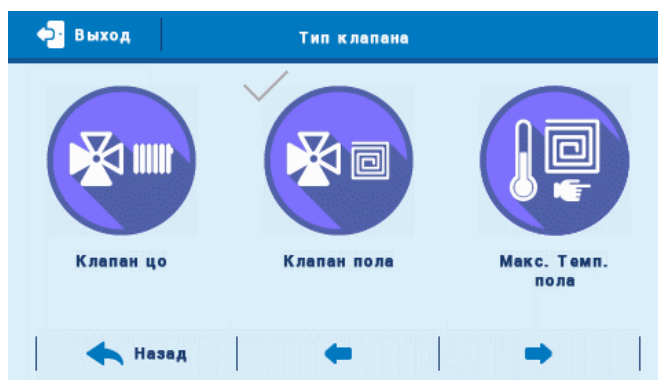 Выход
Тип клапана
Клапан цо
Клапан пола
Макс. Темп.
пола
Назад